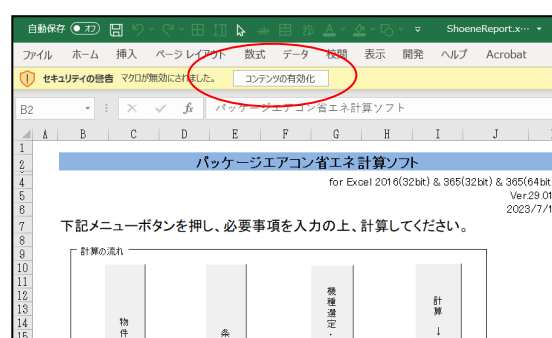 自動保存 オフ ShoeneReport.x…
ファイル ホーム 挿入 ページ レイアウト 数式 データ 校閲 表示 開発 ヘルプ Acrobat
セキュリティの警告 マクロが無効にされました。 コンテンツの有効化
B2 fx パッケージエアコン省エネ計算ソフト
A B C D E F G H I J
1
2 パッケージエアコン省エネ計算ソフト
4 for Excel 2016(32bit) & 365(32bit) & 365(64bit
5 Ver.29.01
6 2023/7/1
7 下記メニューボタンを押し、必要事項を入力の上、計算してください。
8
9 計算の流れ
10
11
12
13
14
15
物件
条
機種選定・
計算 →